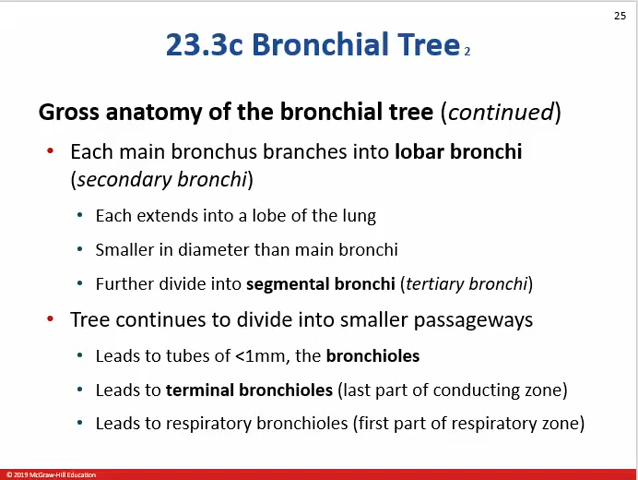 25
23.3c Bronchial Tree 2
Gross anatomy of the bronchial tree (continued)
• Each main bronchus branches into lobar bronchi
(secondary bronchi)
• Each extends into a lobe of the lung
• Smaller in diameter than main bronchi
• Further divide into segmental bronchi (tertiary bronchi)
• Tree continues to divide into smaller passageways
• Leads to tubes of <1mm, the bronchioles
• Leads to terminal bronchioles (last part of conducting zone)
• Leads to respiratory bronchioles (first part of respiratory zone)
© 2019 McGraw-Hill Education